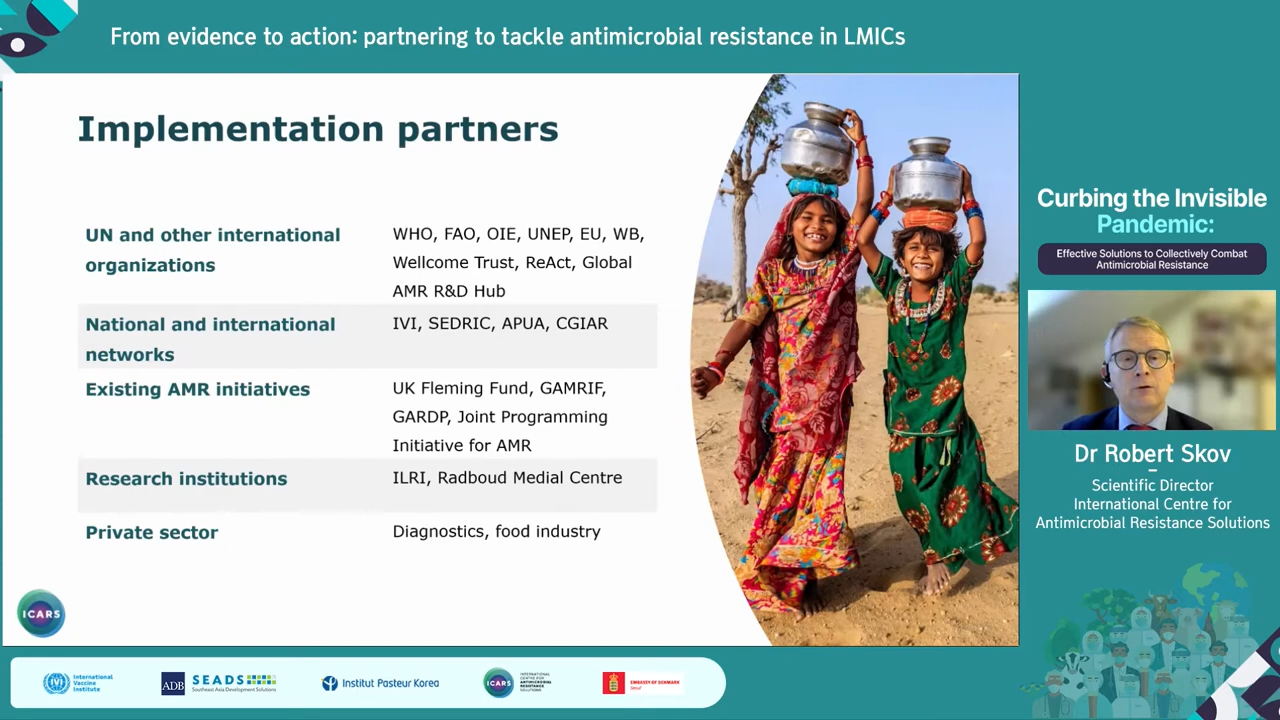 From evidence to action: partnering to tackle antimicrobial resistance in LMICs
Implementation partners
UN and other international
organizations
WHO, FAO, OIE, UNEP, EU, WB,
Wellcome Trust, ReAct, Global
AMR R&D Hub
National and international
networks
IVI, SEDRIC, APUA, CGIAR
Existing AMR initiatives
UK Fleming Fund, GAMRIF,
GARDP, Joint Programming
Initiative for AMR
Research institutions
ILRI, Radboud Medial Centre
Private sector
Diagnostics, food industry
ICARS
Curbing the Invisible
Pandemic:
Effective Solutions to Collectively Combat
Antimicrobial Resistance
Dr Robert Skov
Scientific Director
International Centre for
Antimicrobial Resistance Solutions
International
Vaccine
Institute
ADB
SEADS
Southeast Asia Development Solutions
Institut Pasteur Korea
ICARS
INTERNATIONAL
CENTRE FOR
ANTIMICROBIAL
RESISTANCE
SOLUTIONS
EMBASSY OF DENMARK
Seoul